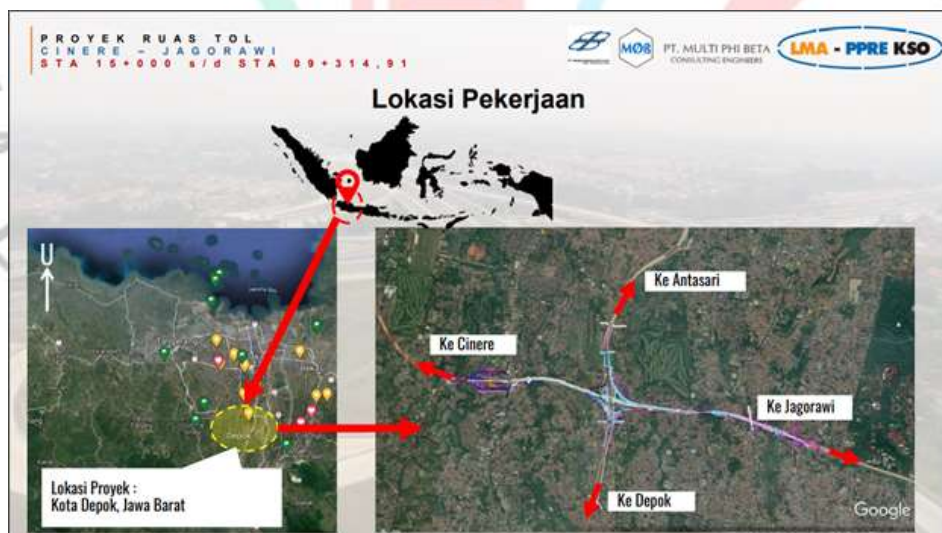 PROYEK RUAS TOL
CINERE – JAGORAWI
STA 15+000 s/d STA 09+314,91
MØB
PT. MULTI PHI BETA
CONSULTING ENGINEERS
LMA - PPRE KSO
Lokasi Pekerjaan
U
Depok
Lokasi Proyek :
Kota Depok, Jawa Barat
Ke Antasari
Ke Cinere
Ke Jagorawi
Ke Depok
Google